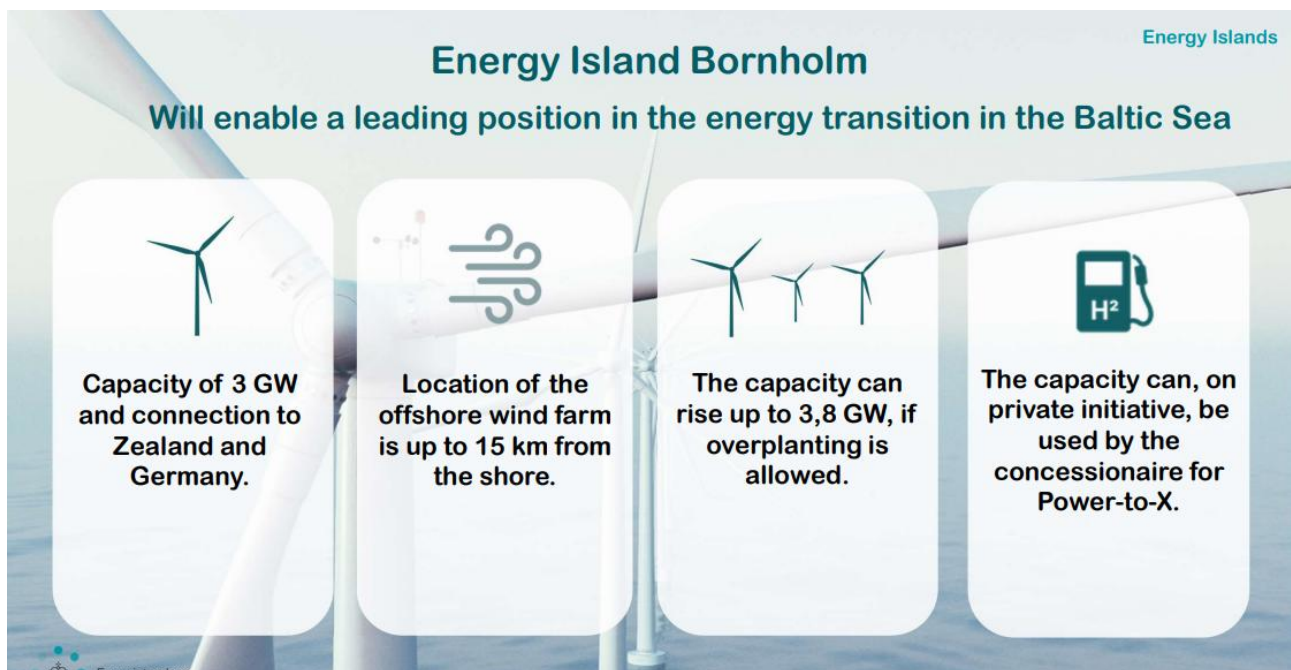 Energy Islands
Energy Island Bornholm
Will enable a leading position in the energy transition in the Baltic Sea
Capacity of 3 GW
and connection to
Zealand and
Germany.
Location of the
offshore wind farm
is up to 15 km from
the shore.
The capacity can
rise up to 3,8 GW, if
overplanting is
allowed.
H²
The capacity can, on
private initiative, be
used by the
concessionaire for
Power-to-X.